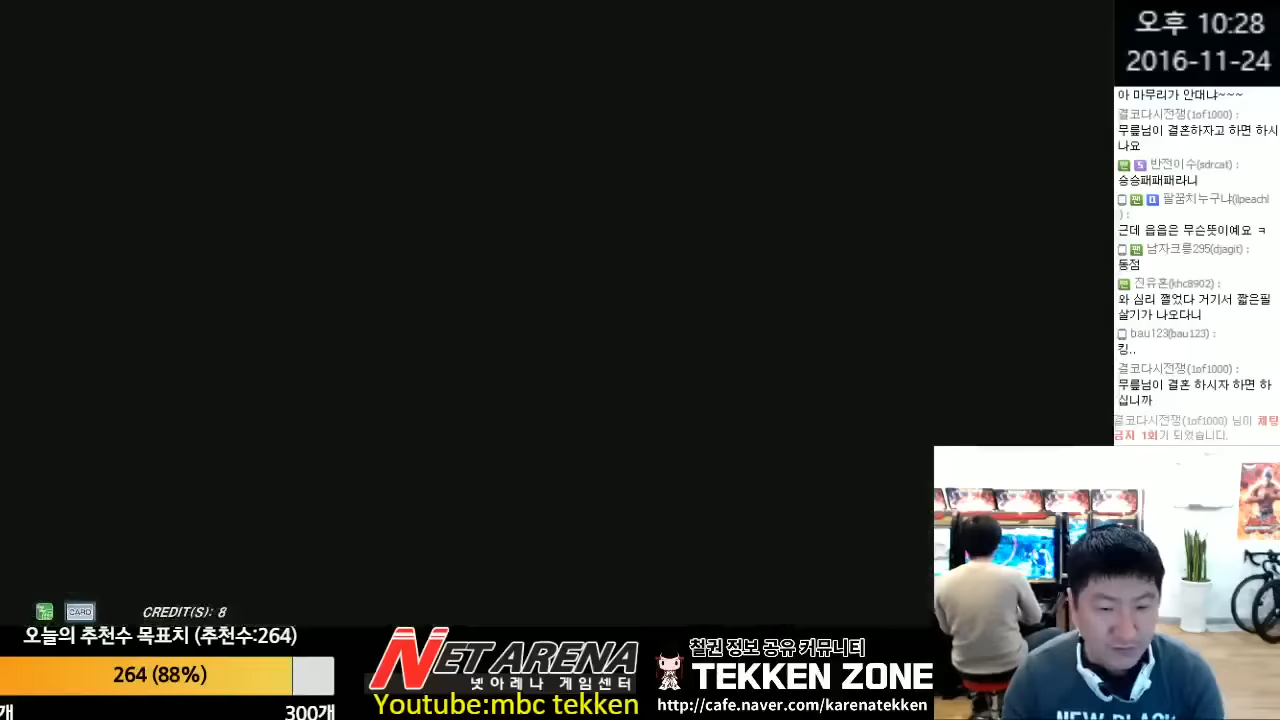 오후 10:28
2016-11-24
아 마무리가 안대냐~~~
결코다시전쟁(1of1000) :
무릎님이 결혼하자고 하면 하시
나요
팬 S 반전이수(sdrcat) :
승승패패패라니
팬 팔꿈치누구냐(ilpeachl
) :
근데 읍읍은 무슨뜻이예요 ㅋ
팬 남자크롱295(djagit) :
동점
팬 진유혼(khc8902) :
와 심리 쩔었다 거기서 짧은필
살기가 나오다니
bau123(bau123) :
킹..
결코다시전쟁(1of1000) :
무릎님이 결혼 하시자 하면 하
십니까
결코다시전쟁(1of1000) 님이 채팅
금지 1회가 되었습니다.
CARD
CREDIT(S): 8
오늘의 추천수 목표치 (추천수:264)
264 (88%)
개
300개
NET ARENA
넷아레나 게임센터
Youtube:mbc tekken
철권 정보 공유 커뮤니티
TEKKEN ZONE
http://cafe.naver.com/karenatekken
NEW BLACK